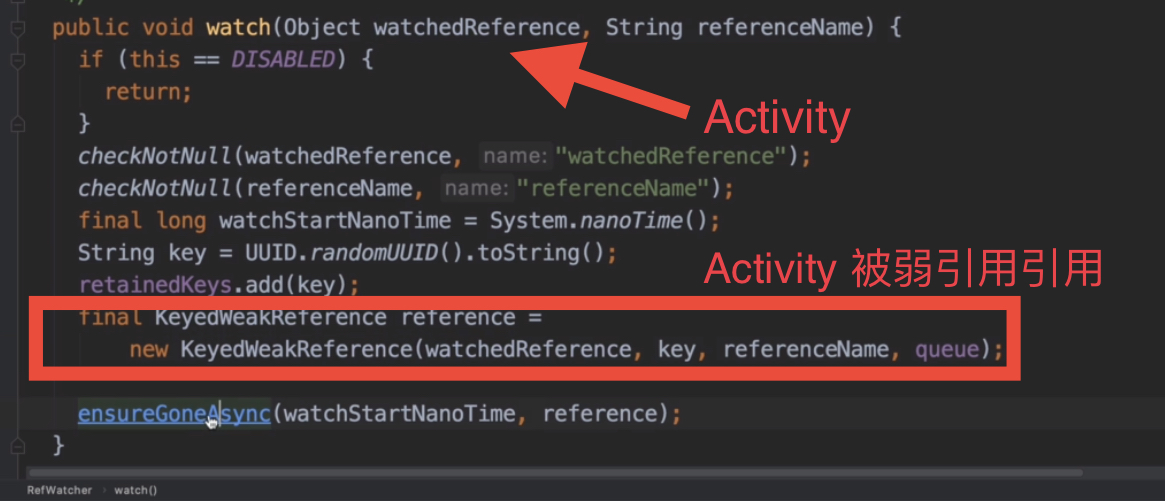 */
public void watch(Object watchedReference, String referenceName) {
if (this == DISABLED) {
return;
}
Activity
checkNotNull(watchedReference, name: "watchedReference");
checkNotNull(referenceName, name: "referenceName");
final long watchStartNanoTime = System.nanoTime();
String key = UUID.randomUUID().toString();
Activity 被弱引用引用
retainedKeys.add(key);
final KeyedWeakReference reference =
new KeyedWeakReference(watchedReference, key, referenceName, queue);
ensureGoneAsync(watchStartNanoTime, reference);
}
RefWatcher › watch()